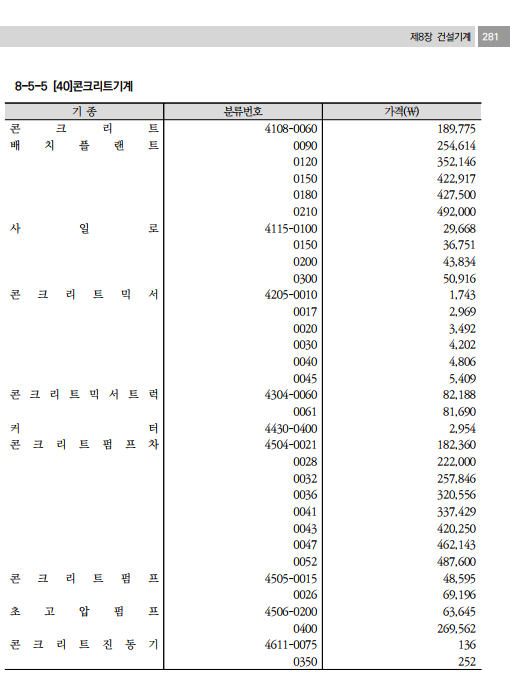 제8장 건설기계 281
8-5-5 [40]콘크리트기계
기 종 분류번호 가격(₩)
콘 크 리 트 4108-0060 189,775
배 치 플 랜 트 0090 254,614
0120 352,146
0150 422,917
0180 427,500
0210 492,000
사 일 로 4115-0100 29,668
0150 36,751
0200 43,834
0300 50,916
콘 크 리 트 믹 서 4205-0010 1,743
0017 2,969
0020 3,492
0030 4,202
0040 4,806
0045 5,409
콘 크 리 트 믹 서 트 럭 4304-0060 82,188
0061 81,690
커 터 4430-0400 2,954
콘 크 리 트 펌 프 차 4504-0021 182,360
0028 222,000
0032 257,846
0036 320,556
0041 337,429
0043 420,250
0047 462,143
0052 487,600
콘 크 리 트 펌 프 4505-0015 48,595
0026 69,196
초 고 압 펌 프 4506-0200 63,645
0400 269,562
콘 크 리 트 진 동 기 4611-0075 136
0350 252